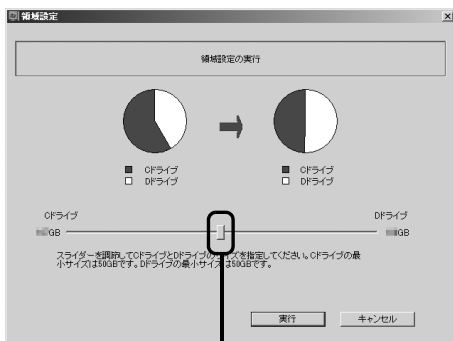 領域設定
領域設定の実行
Cドライブ
Dドライブ
Cドライブ
Dドライブ
Cドライブ
Dドライブ
GB
GB
スライダーを調節してCドライブとDドライブのサイズを指定してください。Cドライブの最
小サイズは50GBです。Dドライブの最小サイズは50GBです。
実行
キャンセル